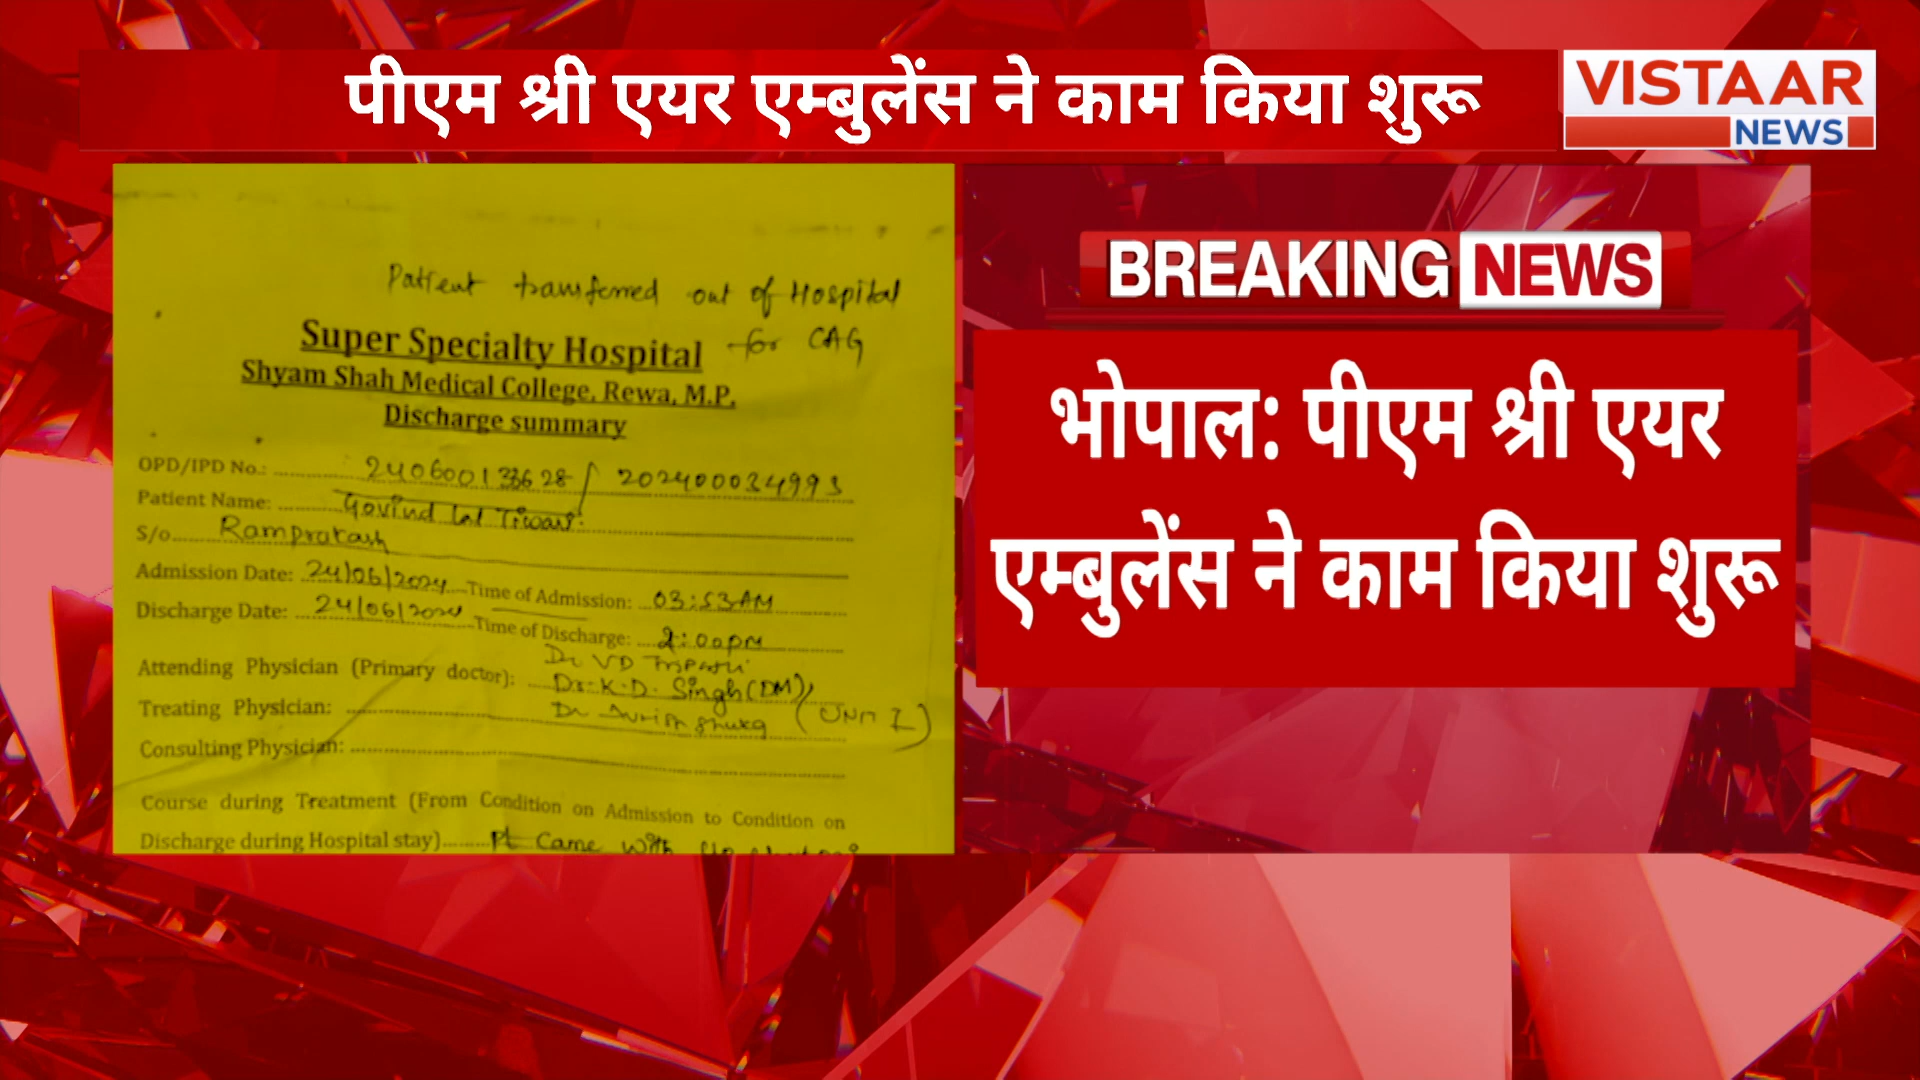 पीएम श्री एयर एम्बुलेंस ने काम किया शुरू
VISTAAR
NEWS
Patient transferred out of Hospital
for CAG
Super Specialty Hospital
Shyam Shah Medical College, Rewa, M.P.
Discharge summary
OPD/IPD No.: 202400034993
Patient Name: Govind Lal Tiwari
S/o Ramprakash
Admission Date: 24/06/2024 Time of Admission: 03:53AM
Discharge Date: 24/06/2024 Time of Discharge: 2:00pm
Dr VD
Attending Physician (Primary doctor): Dr. K.D. Singh (DM)
Treating Physician: Dr
Consulting Physician:
Course during Treatment (From Condition on Admission to Condition on
Discharge during Hospital stay) Pt Came with
BREAKING NEWS
भोपाल: पीएम श्री एयर
एम्बुलेंस ने काम किया शुरू